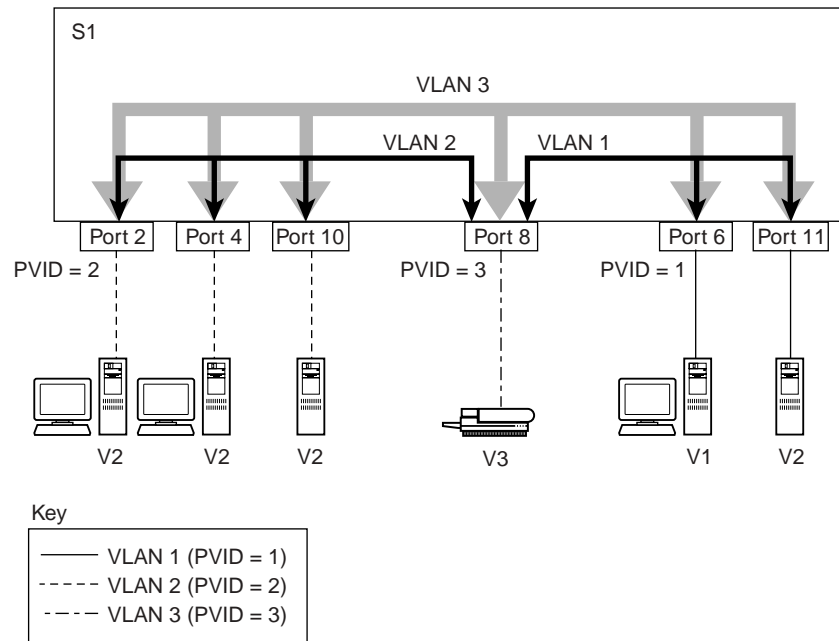 S1
VLAN 3
VLAN 2
VLAN 1
Port 2
Port 4
Port 10
Port 8
Port 6
Port 11
PVID = 2
PVID = 3
PVID = 1
V2
V2
V2
V3
V1
V2
Key
VLAN 1 (PVID = 1)
VLAN 2 (PVID = 2)
VLAN 3 (PVID = 3)